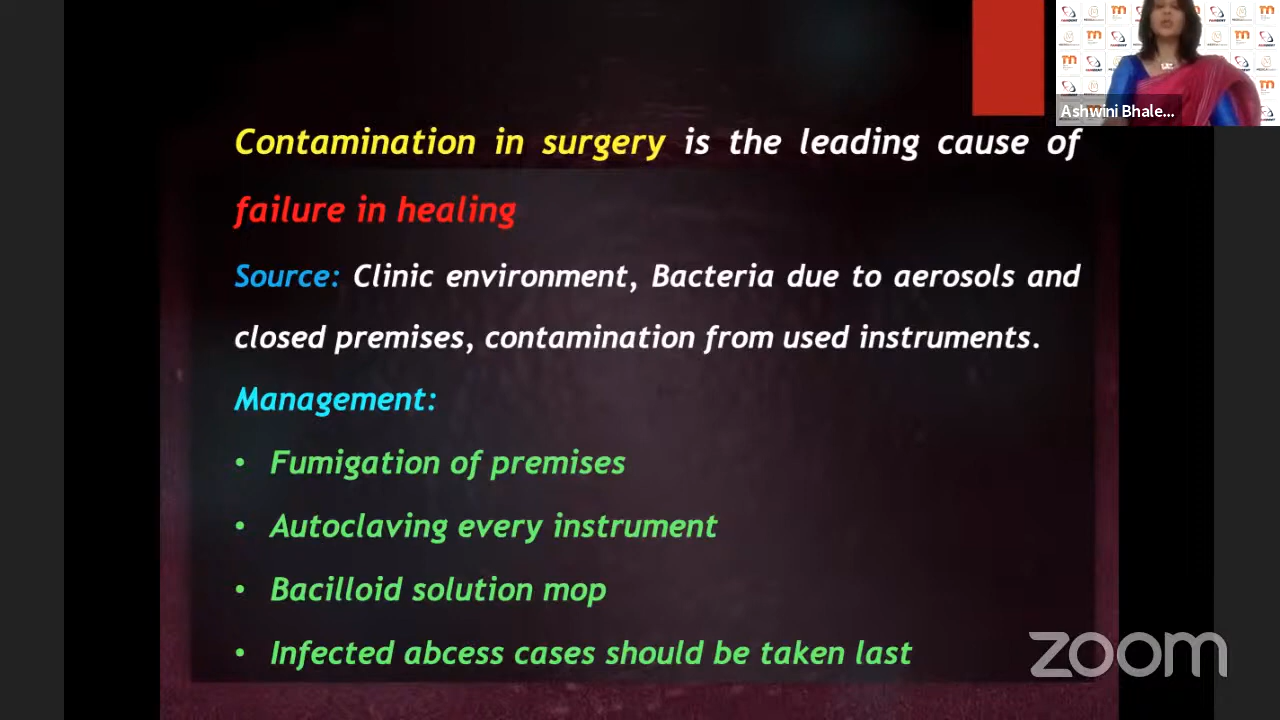 Contamination in surgery is the leading cause of
failure in healing
Source: Clinic environment, Bacteria due to aerosols and
closed premises, contamination from used instruments.
Management:
• Fumigation of premises
• Autoclaving every instrument
• Bacilloid solution mop
• Infected abcess cases should be taken last
Ashwini Bhale...
zoom